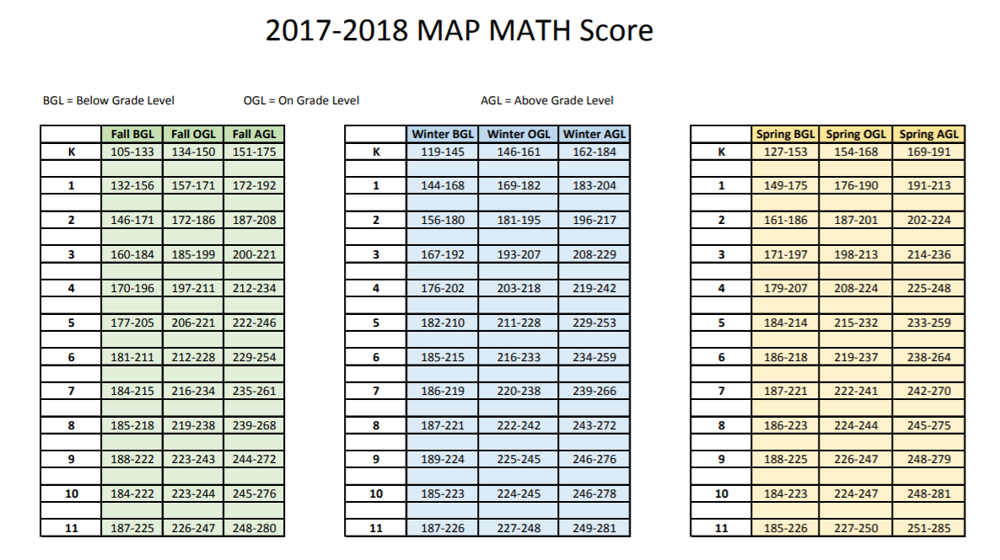 2017-2018 MAP MATH Score
BGL = Below Grade Level OGL = On Grade Level AGL = Above Grade Level
Fall BGL Fall OGL Fall AGL Winter BGL Winter OGL Winter AGL Spring BGL Spring OGL Spring AGL
K 105-133 134-150 151-175 K 119-145 146-161 162-184 K 127-153 154-168 169-191
1 132-156 157-171 172-192 1 144-168 169-182 183-204 1 149-175 176-190 191-213
2 146-171 172-186 187-208 2 156-180 181-195 196-217 2 161-186 187-201 202-224
3 160-184 185-199 200-221 3 167-192 193-207 208-229 3 171-197 198-213 214-236
4 170-196 197-211 212-234 4 176-202 203-218 219-242 4 179-207 208-224 225-248
5 177-205 206-221 222-246 5 182-210 211-228 229-253 5 184-214 215-232 233-259
6 181-211 212-228 229-254 6 185-215 216-233 234-259 6 186-218 219-237 238-264
7 184-215 216-234 235-261 7 186-219 220-238 239-266 7 187-221 222-241 242-270
8 185-218 219-238 239-268 8 187-221 222-242 243-272 8 186-223 224-244 245-275
9 188-222 223-243 244-272 9 189-224 225-245 246-276 9 188-225 226-247 248-279
10 184-222 223-244 245-276 10 185-223 224-245 246-278 10 184-223 224-247 248-281
11 187-225 226-247 248-280 11 187-226 227-248 249-281 11 185-226 227-250 251-285